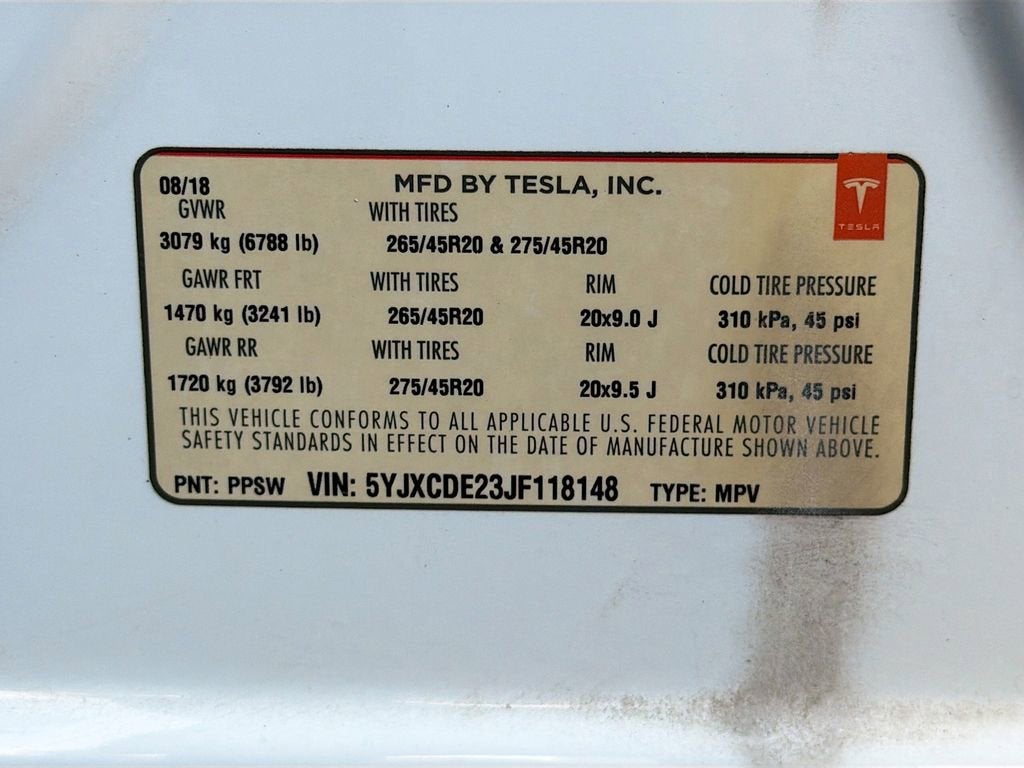 08/18 MFD BY TESLA, INC.
GVWR WITH TIRES
3079 kg (6788 lb) 265/45R20 & 275/45R20
TESLA
GAWR FRT WITH TIRES RIM COLD TIRE PRESSURE
1470 kg (3241 lb) 265/45R20 20x9.0 J 310 kPa, 45 psi
GAWR RR WITH TIRES RIM COLD TIRE PRESSURE
1720 kg (3792 lb) 275/45R20 20x9.5 J 310 kPa, 45 psi
THIS VEHICLE CONFORMS TO ALL APPLICABLE U.S. FEDERAL MOTOR VEHICLE
SAFETY STANDARDS IN EFFECT ON THE DATE OF MANUFACTURE SHOWN ABOVE.
PNT: PPSW VIN: 5YJXCDE23JF118148 TYPE: MPV